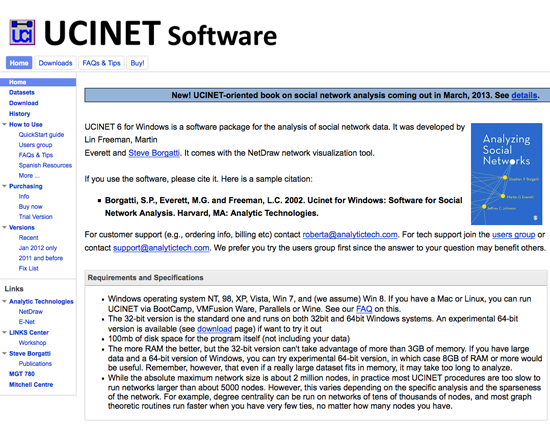 UCI
UCINET Software
Home Downloads FAQs & Tips Buy!
Home
Datasets
Download
History
How to Use
QuickStart guide
Users group
FAQs & Tips
Spanish Resources
More ...
Purchasing
Info
Buy now
Trial Version
Versions
Recent
Jan 2012 only
2011 and before
Fix List
Links
Analytic Technologies
NetDraw
E-Net
LINKS Center
Workshop
Steve Borgatti
Publications
MGT 780
Mitchell Centre
New! UCINET-oriented book on social network analysis coming out in March, 2013. See details.
UCINET 6 for Windows is a software package for the analysis of social network data. It was developed by
Lin Freeman, Martin
Everett and Steve Borgatti. It comes with the NetDraw network visualization tool.
If you use the software, please cite it. Here is a sample citation:
Borgatti, S.P., Everett, M.G. and Freeman, L.C. 2002. Ucinet for Windows: Software for Social
Network Analysis. Harvard, MA: Analytic Technologies.
Analyzing
Social
Networks
Stephen P. Borgatti
Martin G. Everett
Jeffrey C. Johnson
For customer support (e.g., ordering info, billing etc) contact roberta@analytictech.com. For tech support join the users group or
contact support@analytictech.com. We prefer you try the users group first since the answer to your question may benefit others.
Requirements and Specifications
Windows operating system NT, 98, XP, Vista, Win 7, and (we assume) Win 8. If you have a Mac or Linux, you can run
UCINET via BootCamp, VMFusion Ware, Parallels or Wine. See our FAQ on this.
The 32-bit version is the standard one and runs on both 32bit and 64bit Windows systems. An experimental 64-bit
version is available (see download page) if want to try it out
100mb of disk space for the program itself (not including your data)
The more RAM the better, but the 32-bit version can't take advantage of more than 3GB of memory. If you have large
data and a 64-bit version of Windows, you can try experimental 64-bit version, in which case 8GB of RAM or more would
be useful. Remember, however, that even if a really large dataset fits in memory, it may take too long to analyze.
While the absolute maximum network size is about 2 million nodes, in practice most UCINET procedures are too slow to
run networks larger than about 5000 nodes. However, this varies depending on the specific analysis and the sparseness
of the network. For example, degree centrality can be run on networks of tens of thousands of nodes, and most graph
theoretic routines run faster when you have very few ties, no matter how many nodes you have.